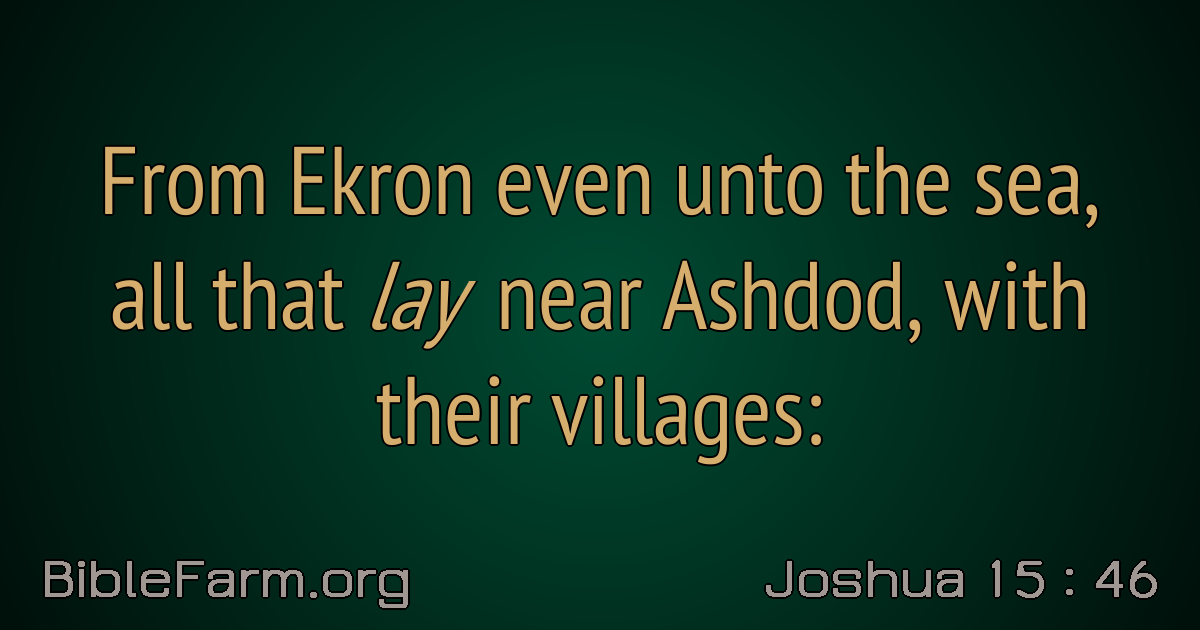 From Ekron even unto the sea,
all that lay near Ashdod, with
their villages:
BibleFarm.org
Joshua 15 : 46